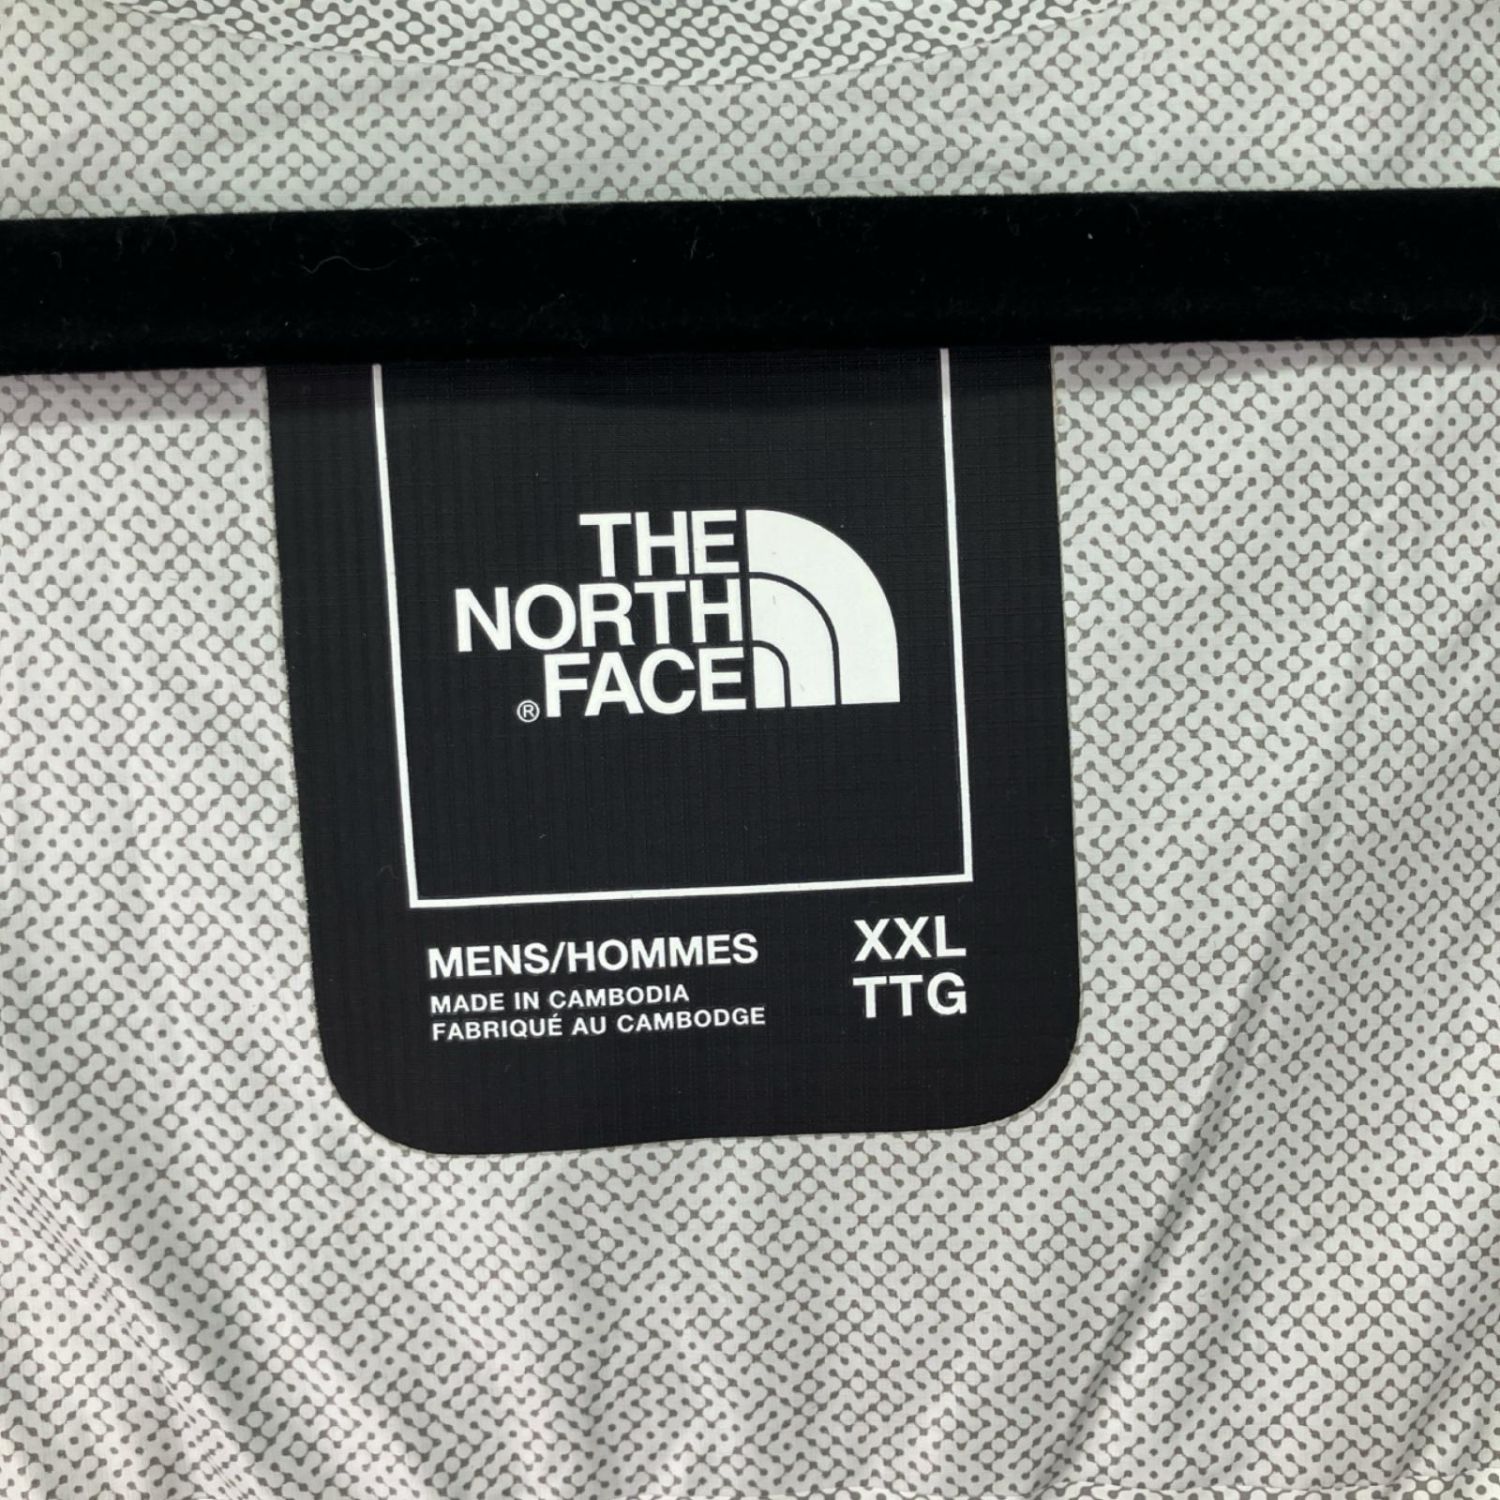 THE
NORTH
®FACE
MENS/HOMMES
MADE IN CAMBODIA
FABRIQUÉ AU CAMBODGE
XXL
TTG